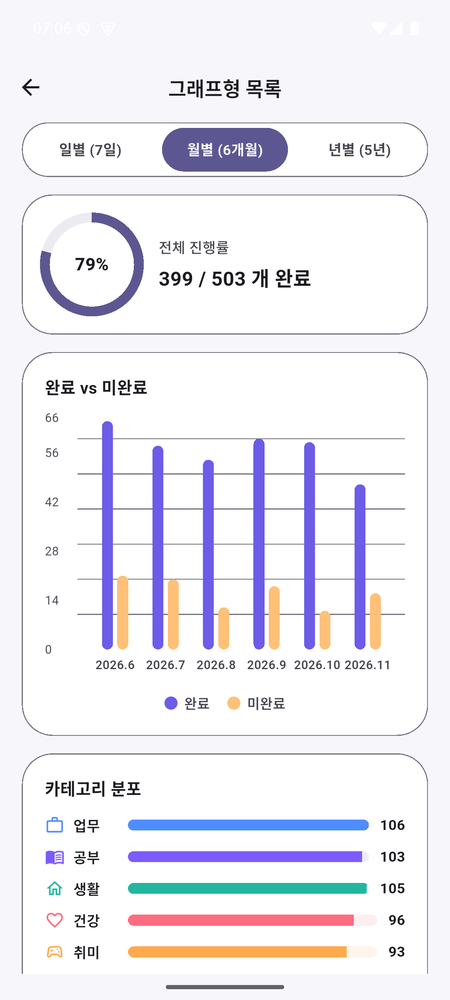 07:06
그래프형 목록
일별 (7일) 월별 (6개월) 년별 (5년)
79%
전체 진행률
399 / 503 개 완료
완료 vs 미완료
66
56
42
28
14
0
2026.6 2026.7 2026.8 2026.9 2026.10 2026.11
완료 미완료
카테고리 분포
업무 106
공부 103
생활 105
건강 96
취미 93